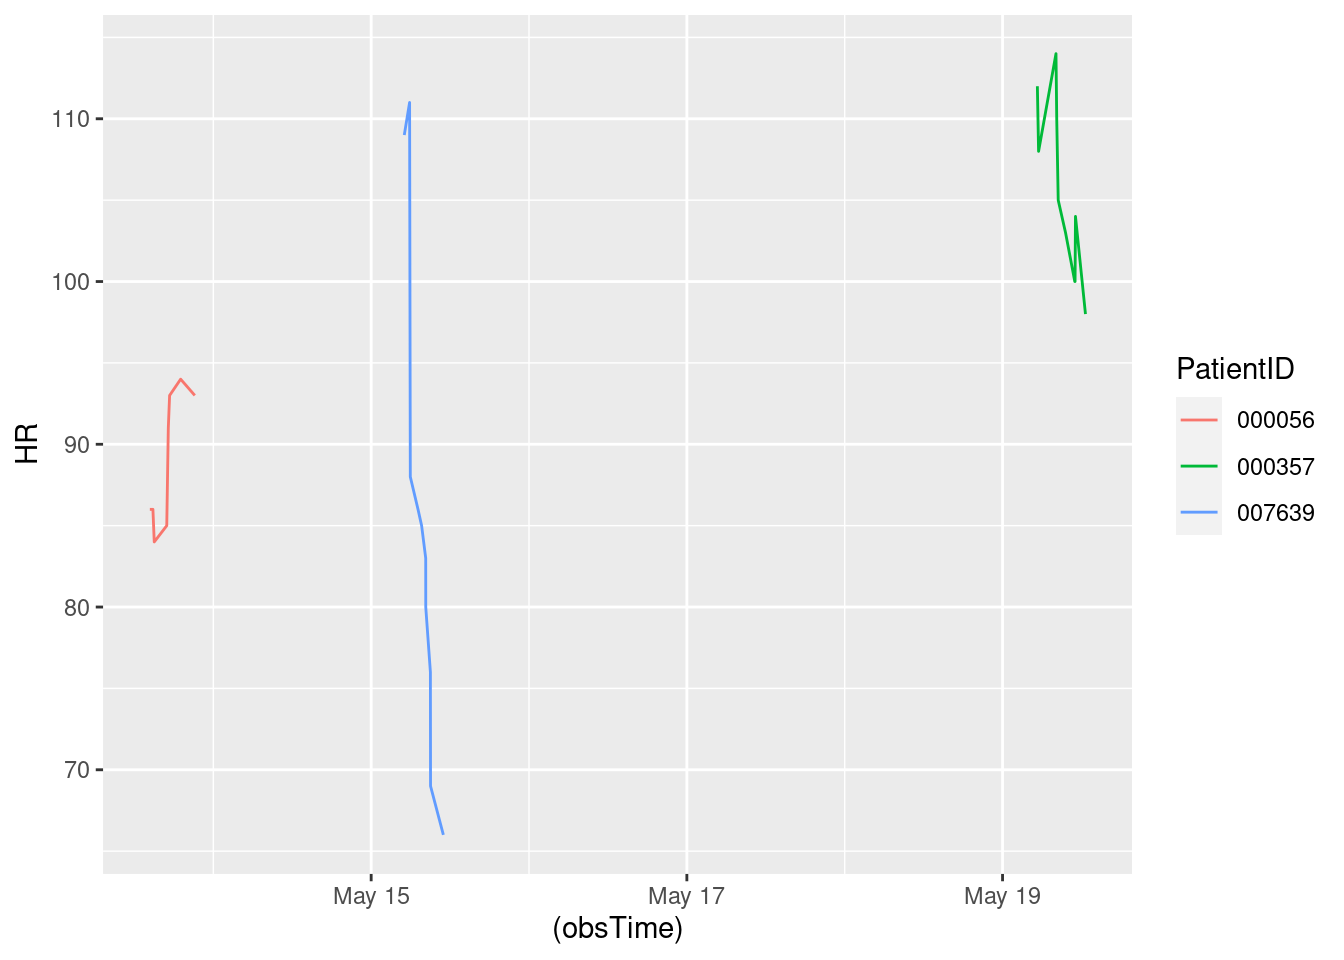 110
100
90
80
70
HR
May 15
May 17
May 19
(obsTime)
PatientID
000056
000357
007639